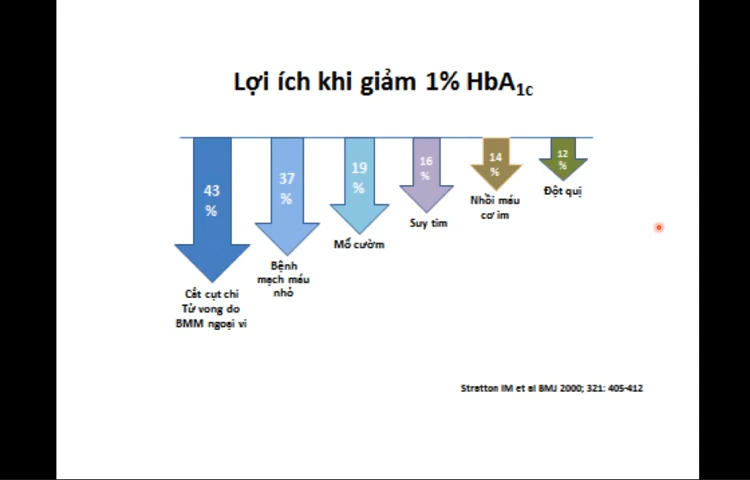 Lợi ích khi giảm 1% HbA1c
43
%
37
%
19
%
16
%
14
%
12
%
Cắt cụt chi
Tử vong do
BMM ngoại vi
Bệnh
mạch máu
nhỏ
Mổ cườm
Suy tim
Nhồi máu
cơ im
Đột quị
Stratton IM et al BMJ 2000; 321: 405-412